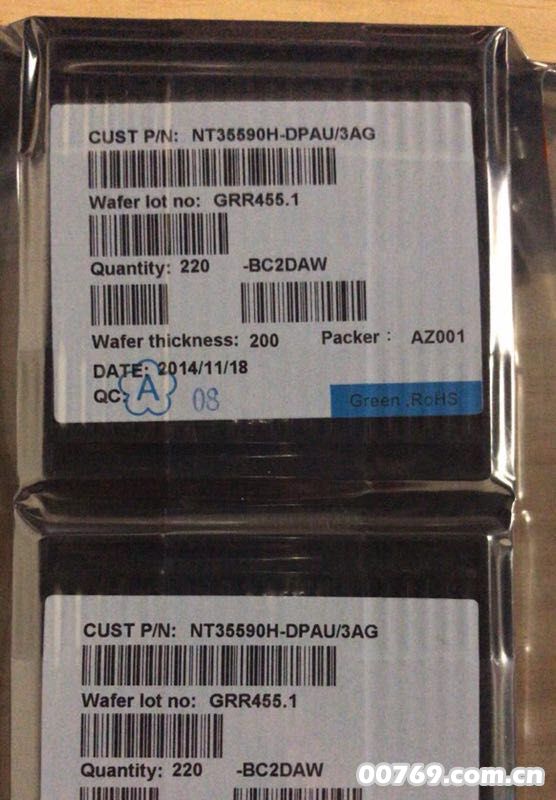 CUST P/N: NT35590H-DPAU/3AG
Wafer lot no: GRR455.1
Quantity: 220 -BC2DAW
Wafer thickness: 200 Packer : AZ001
DATE: 2014/11/18
QC: A 08
Green ,RoHS
CUST P/N: NT35590H-DPAU/3AG
Wafer lot no: GRR455.1
Quantity: 220 -BC2DAW
00769.com.cn